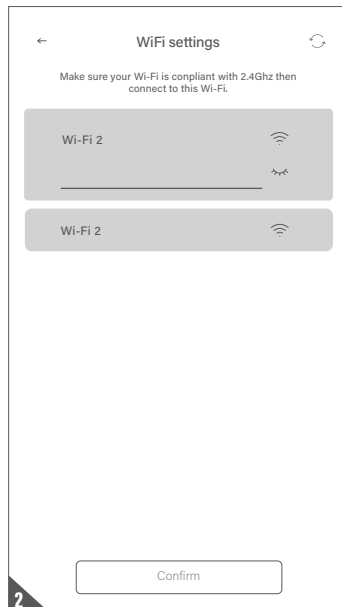 WiFi settings
Make sure your Wi-Fi is conpliant with 2.4Ghz then
connect to this Wi-Fi.
Wi-Fi 2
Wi-Fi 2
Confirm
2